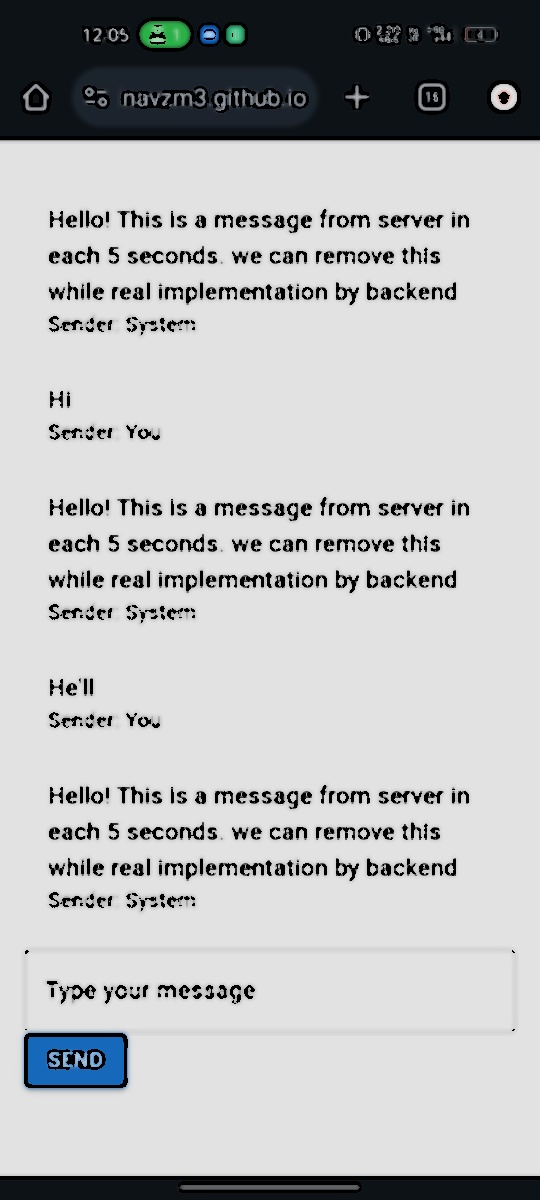 12:05
1
navzm3.github.io
18
Hello! This is a message from server in
each 5 seconds. we can remove this
while real implementation by backend
Sender: System
Hi
Sender: You
Hello! This is a message from server in
each 5 seconds. we can remove this
while real implementation by backend
Sender: System
He'll
Sender: You
Hello! This is a message from server in
each 5 seconds. we can remove this
while real implementation by backend
Sender: System
Type your message
SEND